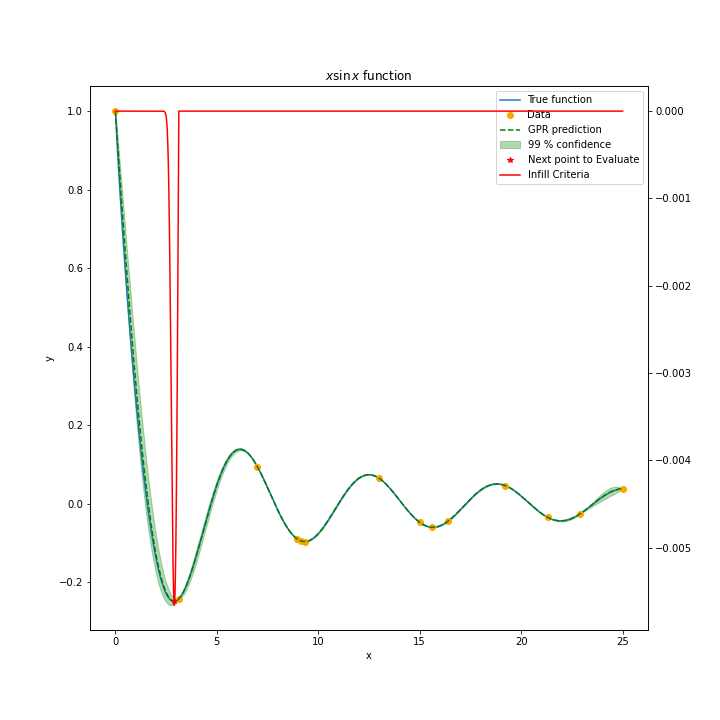 x sin x function
True function
Data
GPR prediction
99 % confidence
Next point to Evaluate
Infill Criteria
1.0
0.8
0.6
0.4
0.2
0.0
−0.2
y
0.000
−0.001
−0.002
−0.003
−0.004
−0.005
0 5 10 15 20 25
x